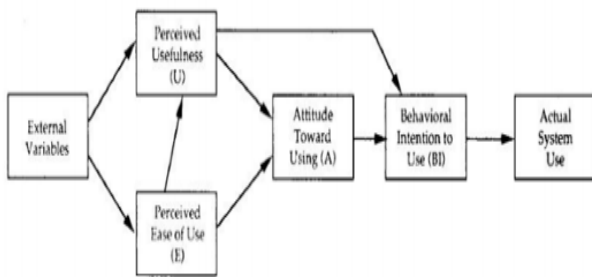 Perceived
Usefulness
(U)
External
Variables
Attitude
Toward
Using (A)
Behavioral
Intention to
Use (BI)
Actual
System
Use
Perceived
Ease of Use
(E)